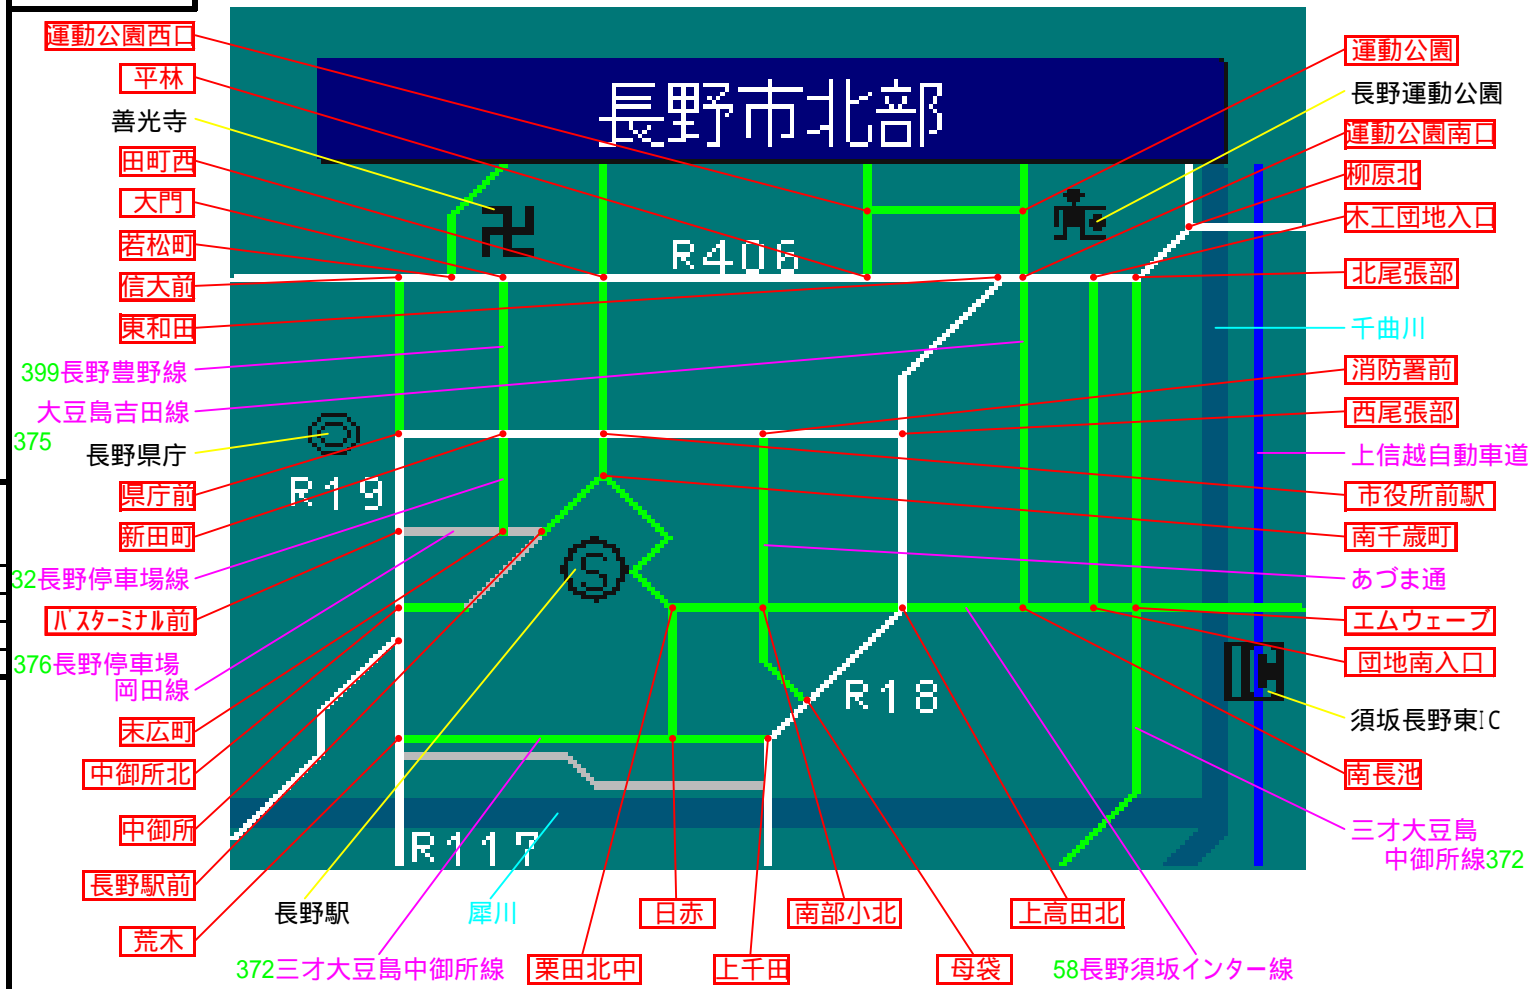 長野市北部
運動公園西口
平林
善光寺
田町西
大門
若松町
信大前
東和田
399長野豊野線
大豆島吉田線
375
長野県庁
県庁前
新田町
32長野停車場線
バスターミナル前
376長野停車場
岡田線
末広町
中御所北
中御所
長野駅前
荒木
運動公園
長野運動公園
運動公園南口
柳原北
木工団地入口
北尾張部
千曲川
消防署前
西尾張部
上信越自動車道
市役所前駅
南千歳町
あづま通
エムウェーブ
団地南入口
須坂長野東IC
南長池
三才大豆島
中御所線372
R406
R19
S
R18
R117
長野駅
犀川
日赤
南部小北
上高田北
372三才大豆島中御所線
栗田北中
上千田
母袋
58長野須坂インター線